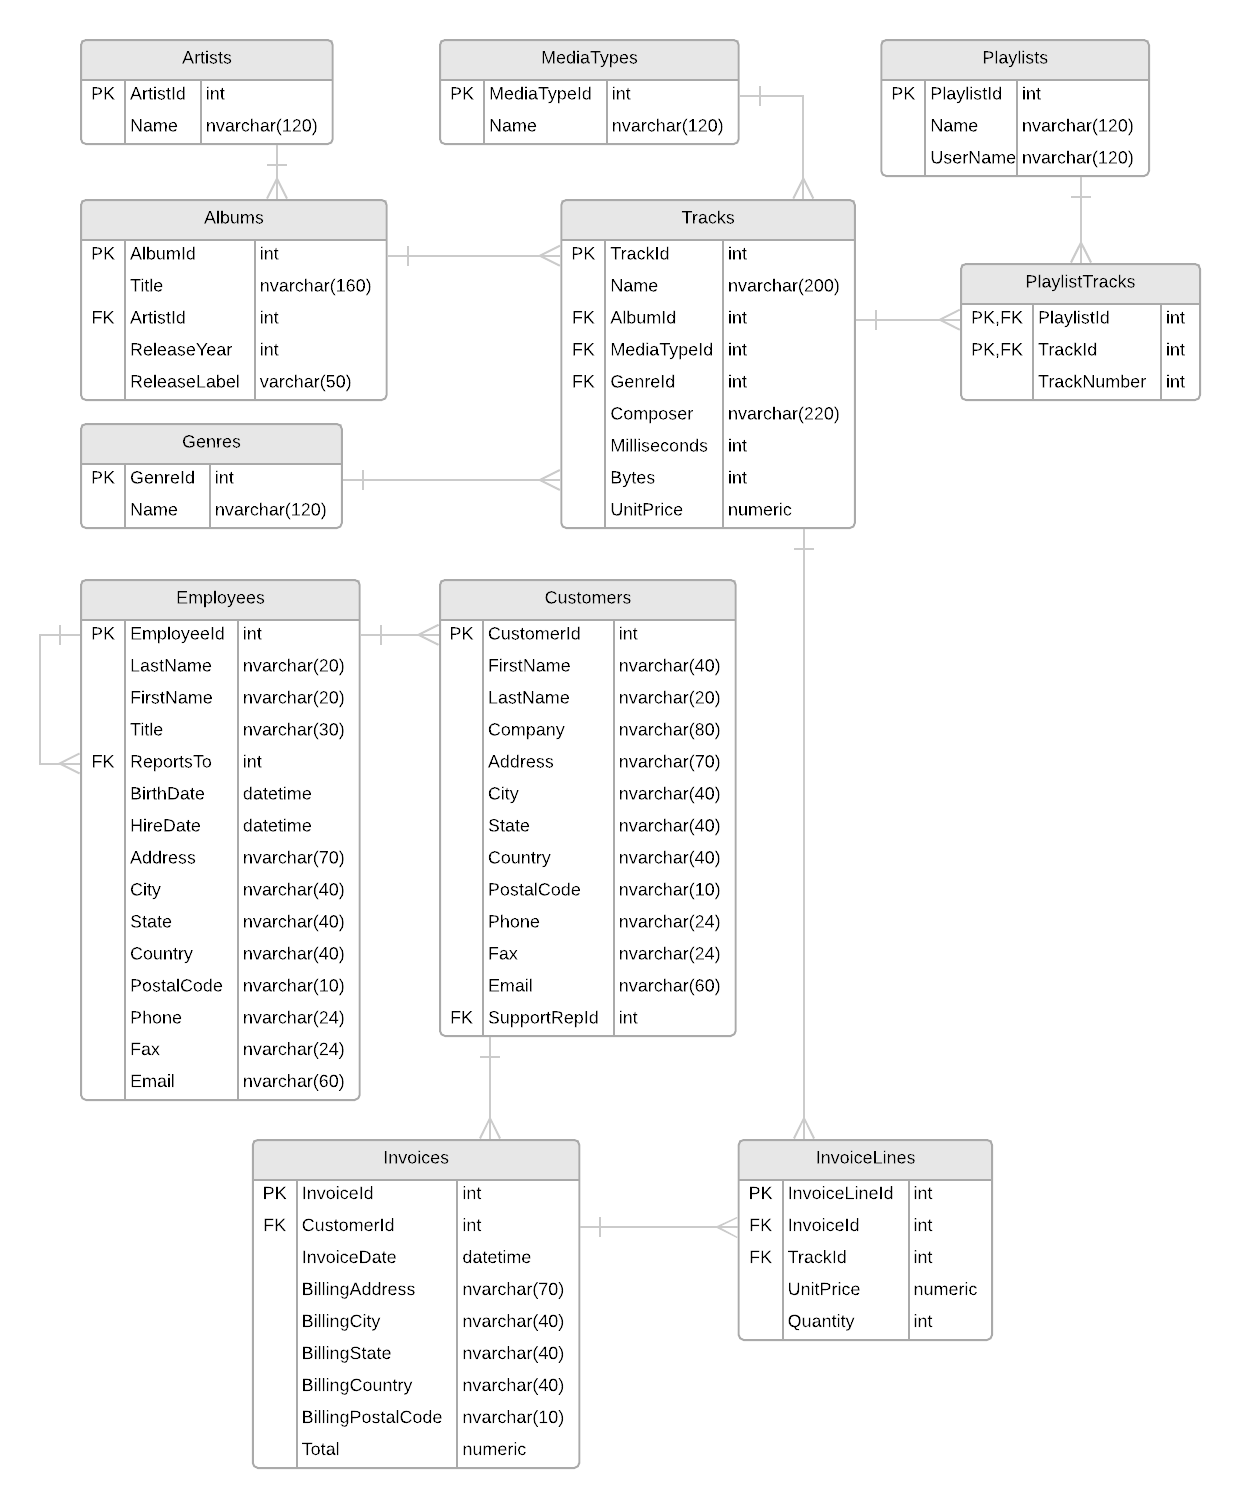 Artists
PK ArtistId int
Name nvarchar(120)
MediaTypes
PK MediaTypeId int
Name nvarchar(120)
Playlists
PK PlaylistId int
Name nvarchar(120)
UserName nvarchar(120)
Albums
PK AlbumId int
Title nvarchar(160)
FK ArtistId int
ReleaseYear int
ReleaseLabel varchar(50)
Tracks
PK TrackId int
Name nvarchar(200)
FK AlbumId int
FK MediaTypeId int
FK GenreId int
Composer nvarchar(220)
Milliseconds int
Bytes int
UnitPrice numeric
PlaylistTracks
PK,FK PlaylistId int
PK,FK TrackId int
TrackNumber int
Genres
PK GenreId int
Name nvarchar(120)
Employees
PK EmployeeId int
LastName nvarchar(20)
FirstName nvarchar(20)
Title nvarchar(30)
FK ReportsTo int
BirthDate datetime
HireDate datetime
Address nvarchar(70)
City nvarchar(40)
State nvarchar(40)
Country nvarchar(40)
PostalCode nvarchar(10)
Phone nvarchar(24)
Fax nvarchar(24)
Email nvarchar(60)
Customers
PK CustomerId int
FirstName nvarchar(40)
LastName nvarchar(20)
Company nvarchar(80)
Address nvarchar(70)
City nvarchar(40)
State nvarchar(40)
Country nvarchar(40)
PostalCode nvarchar(10)
Phone nvarchar(24)
Fax nvarchar(24)
Email nvarchar(60)
FK SupportRepId int
Invoices
PK InvoiceId int
FK CustomerId int
InvoiceDate datetime
BillingAddress nvarchar(70)
BillingCity nvarchar(40)
BillingState nvarchar(40)
BillingCountry nvarchar(40)
BillingPostalCode nvarchar(10)
Total numeric
InvoiceLines
PK InvoiceLineId int
FK InvoiceId int
FK TrackId int
UnitPrice numeric
Quantity int